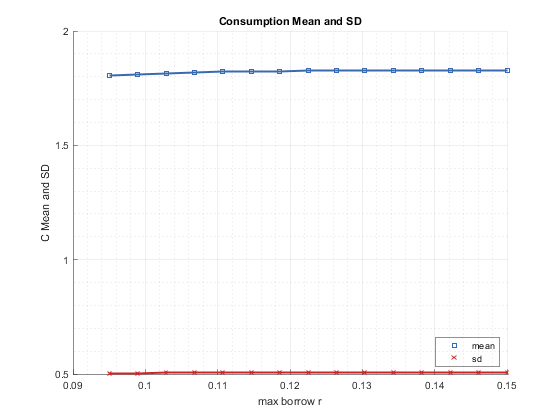 Consumption Mean and SD
2
1.5
1
0.5
C Mean and SD
mean
sd
0.09
0.1
0.11
0.12
0.13
0.14
0.15
max borrow r